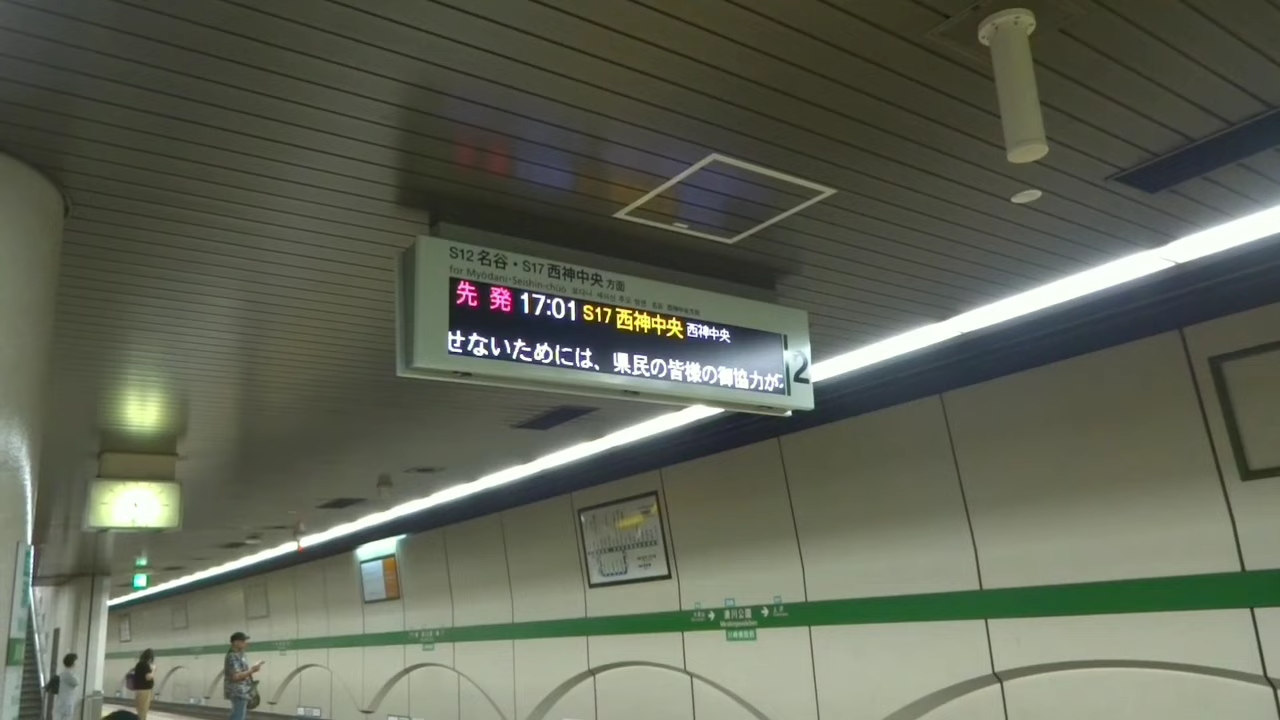 S12 名谷・S17 西神中央 方面
for Myōdani・Seishin-chūō
先発 17:01 S17 西神中央 西神中央
せないためには、県民の皆様の御協力が
2
湊川公園